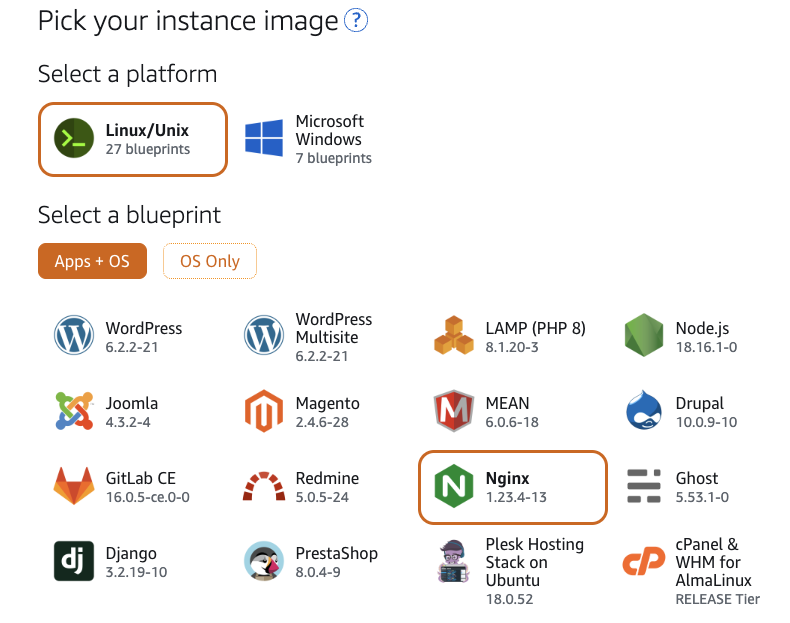 Pick your instance image ?
Select a platform
Linux/Unix
27 blueprints
Microsoft
Windows
7 blueprints
Select a blueprint
Apps + OS
OS Only
WordPress
6.2.2-21
WordPress
Multisite
6.2.2-21
LAMP (PHP 8)
8.1.20-3
Node.js
18.16.1-0
Joomla
4.3.2-4
Magento
2.4.6-28
MEAN
6.0.6-18
Drupal
10.0.9-10
GitLab CE
16.0.5-ce.0-0
Redmine
5.0.5-24
Nginx
1.23.4-13
Ghost
5.53.1-0
dj
Django
3.2.19-10
PrestaShop
8.0.4-9
Plesk Hosting
Stack on
Ubuntu
18.0.52
cP
cPanel &
WHM for
AlmaLinux
RELEASE Tier